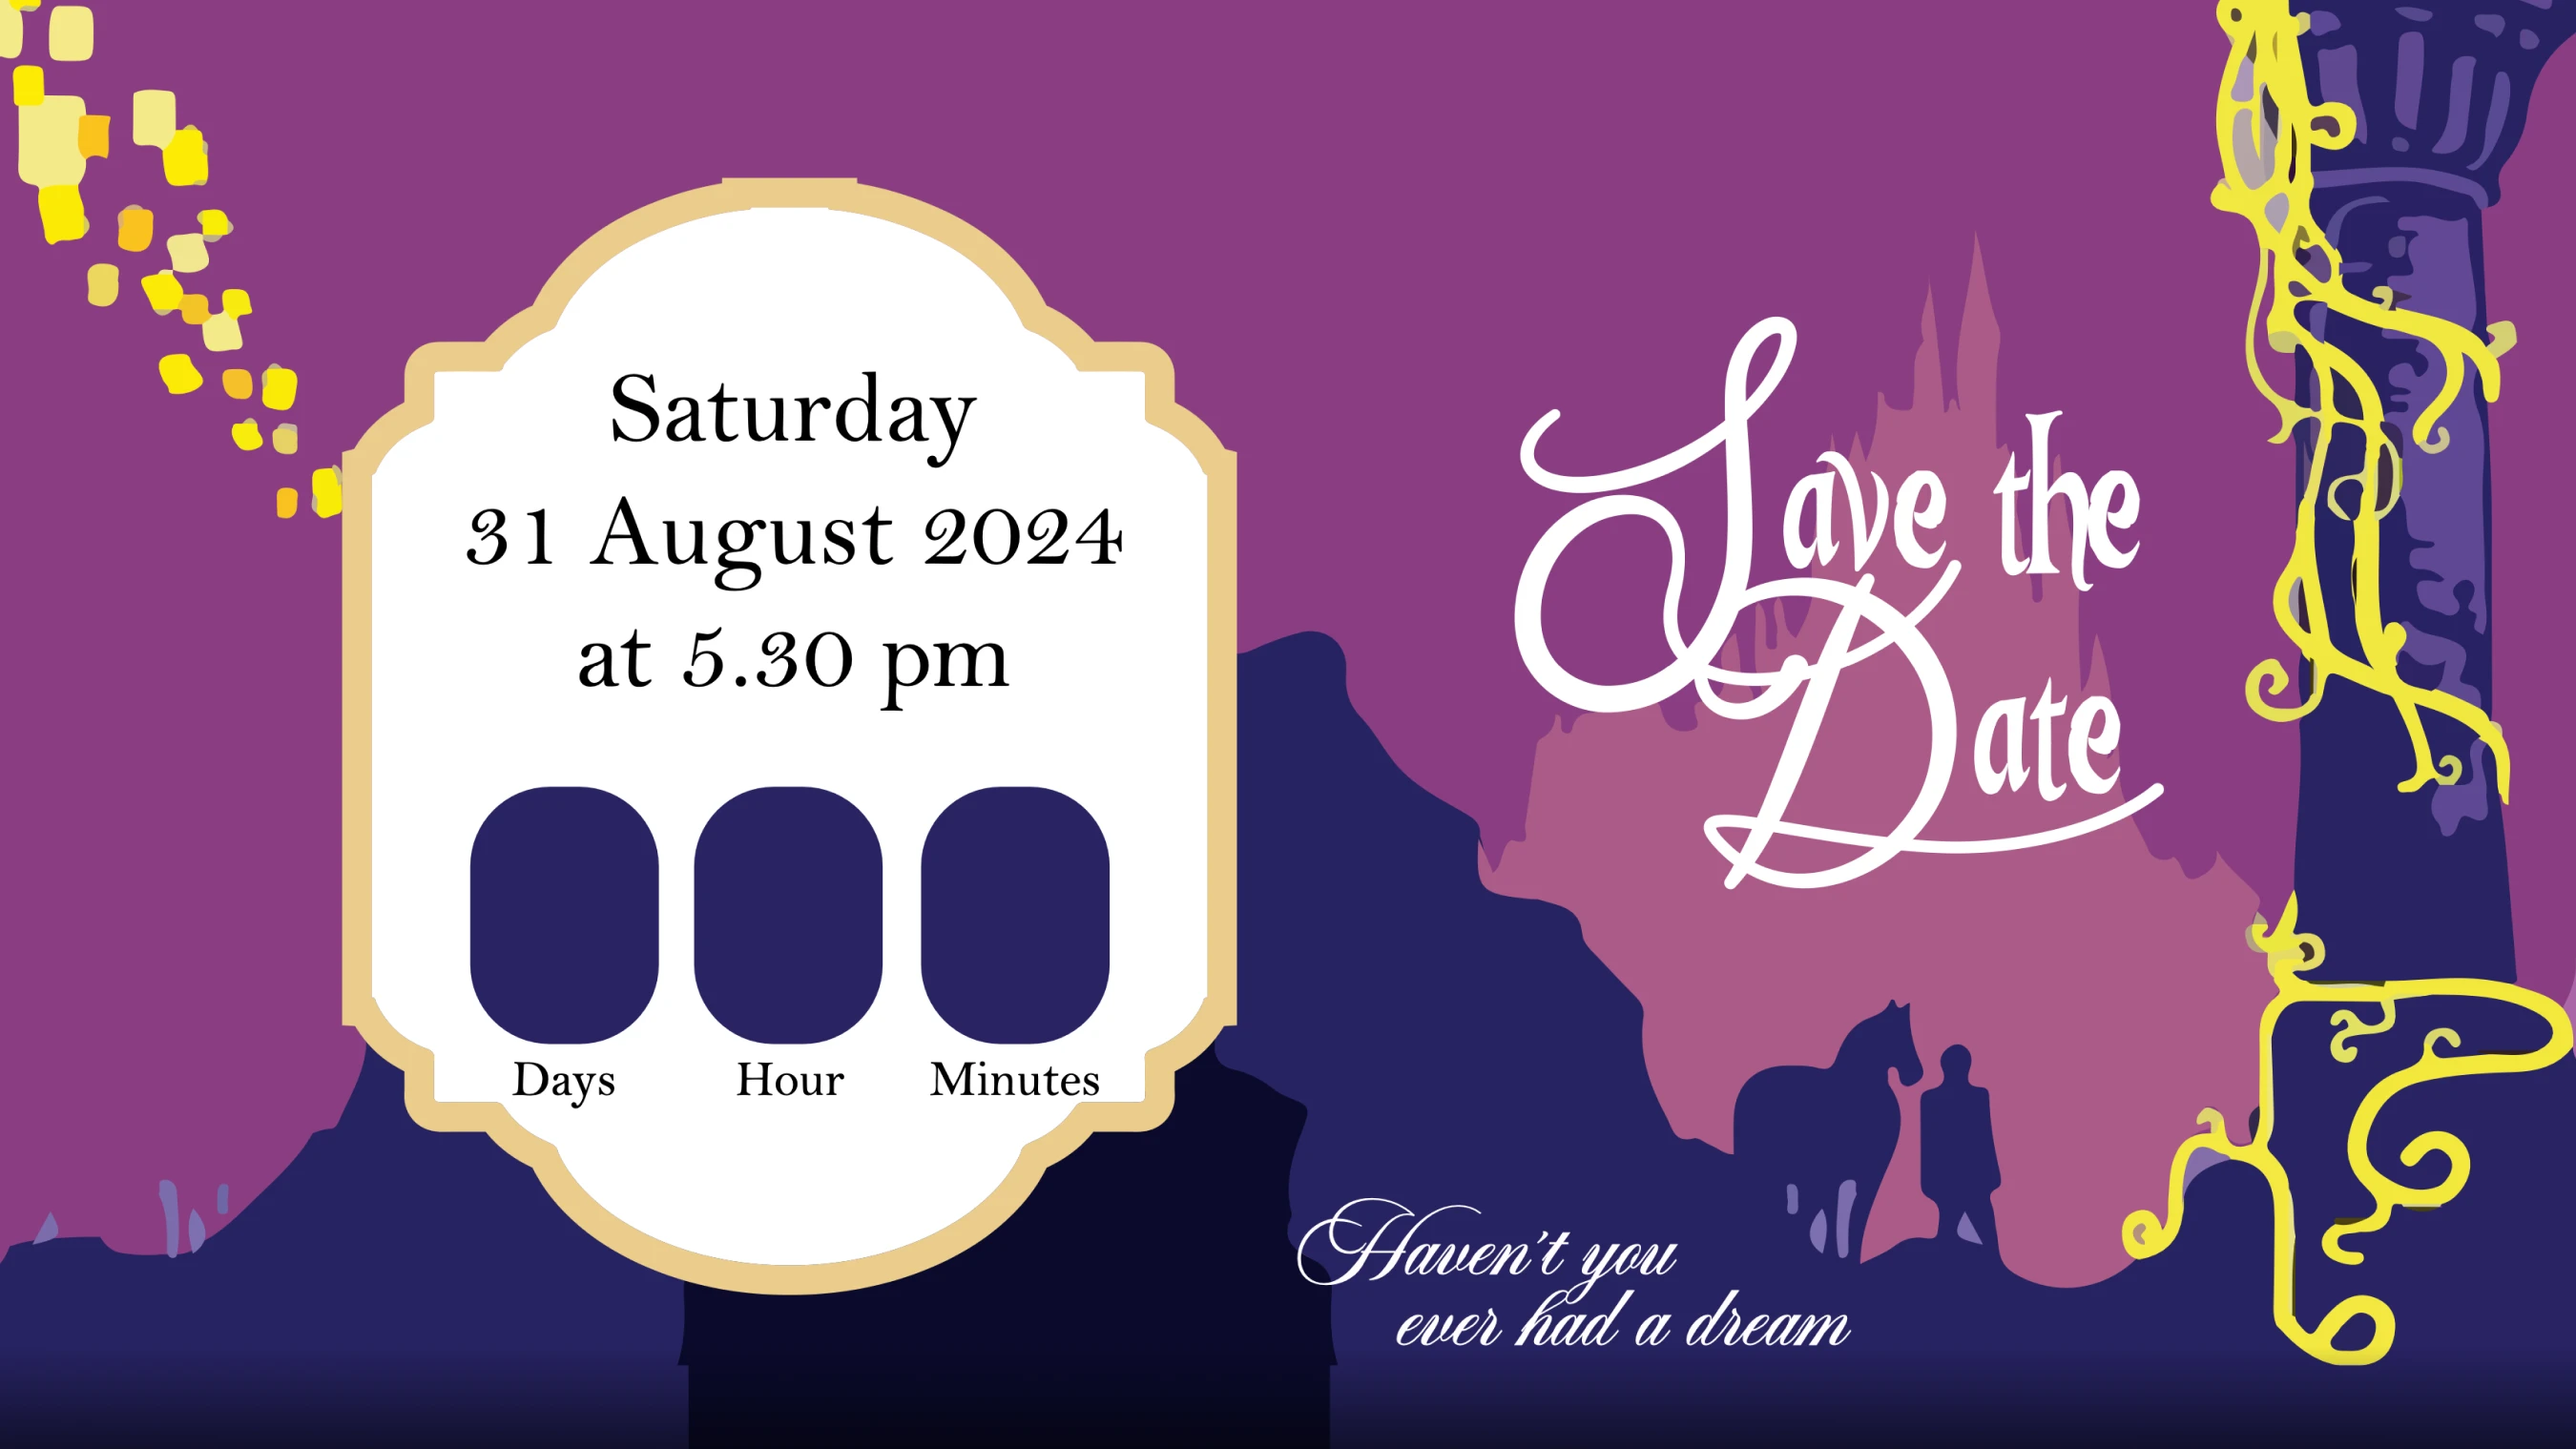 Saturday
31 August 2024
at 5.30 pm
Days
Hour
Minutes
Save the
Date
Haven't you
ever had a dream